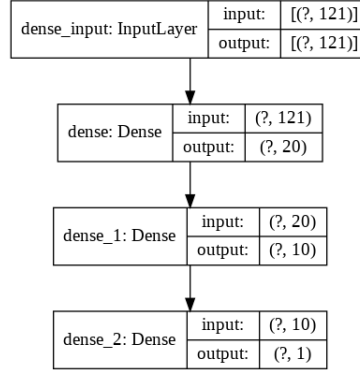 dense_input: InputLayer
input: [(?, 121)]
output: [(?, 121)]
dense: Dense
input: (?, 121)
output: (?, 20)
dense_1: Dense
input: (?, 20)
output: (?, 10)
dense_2: Dense
input: (?, 10)
output: (?, 1)